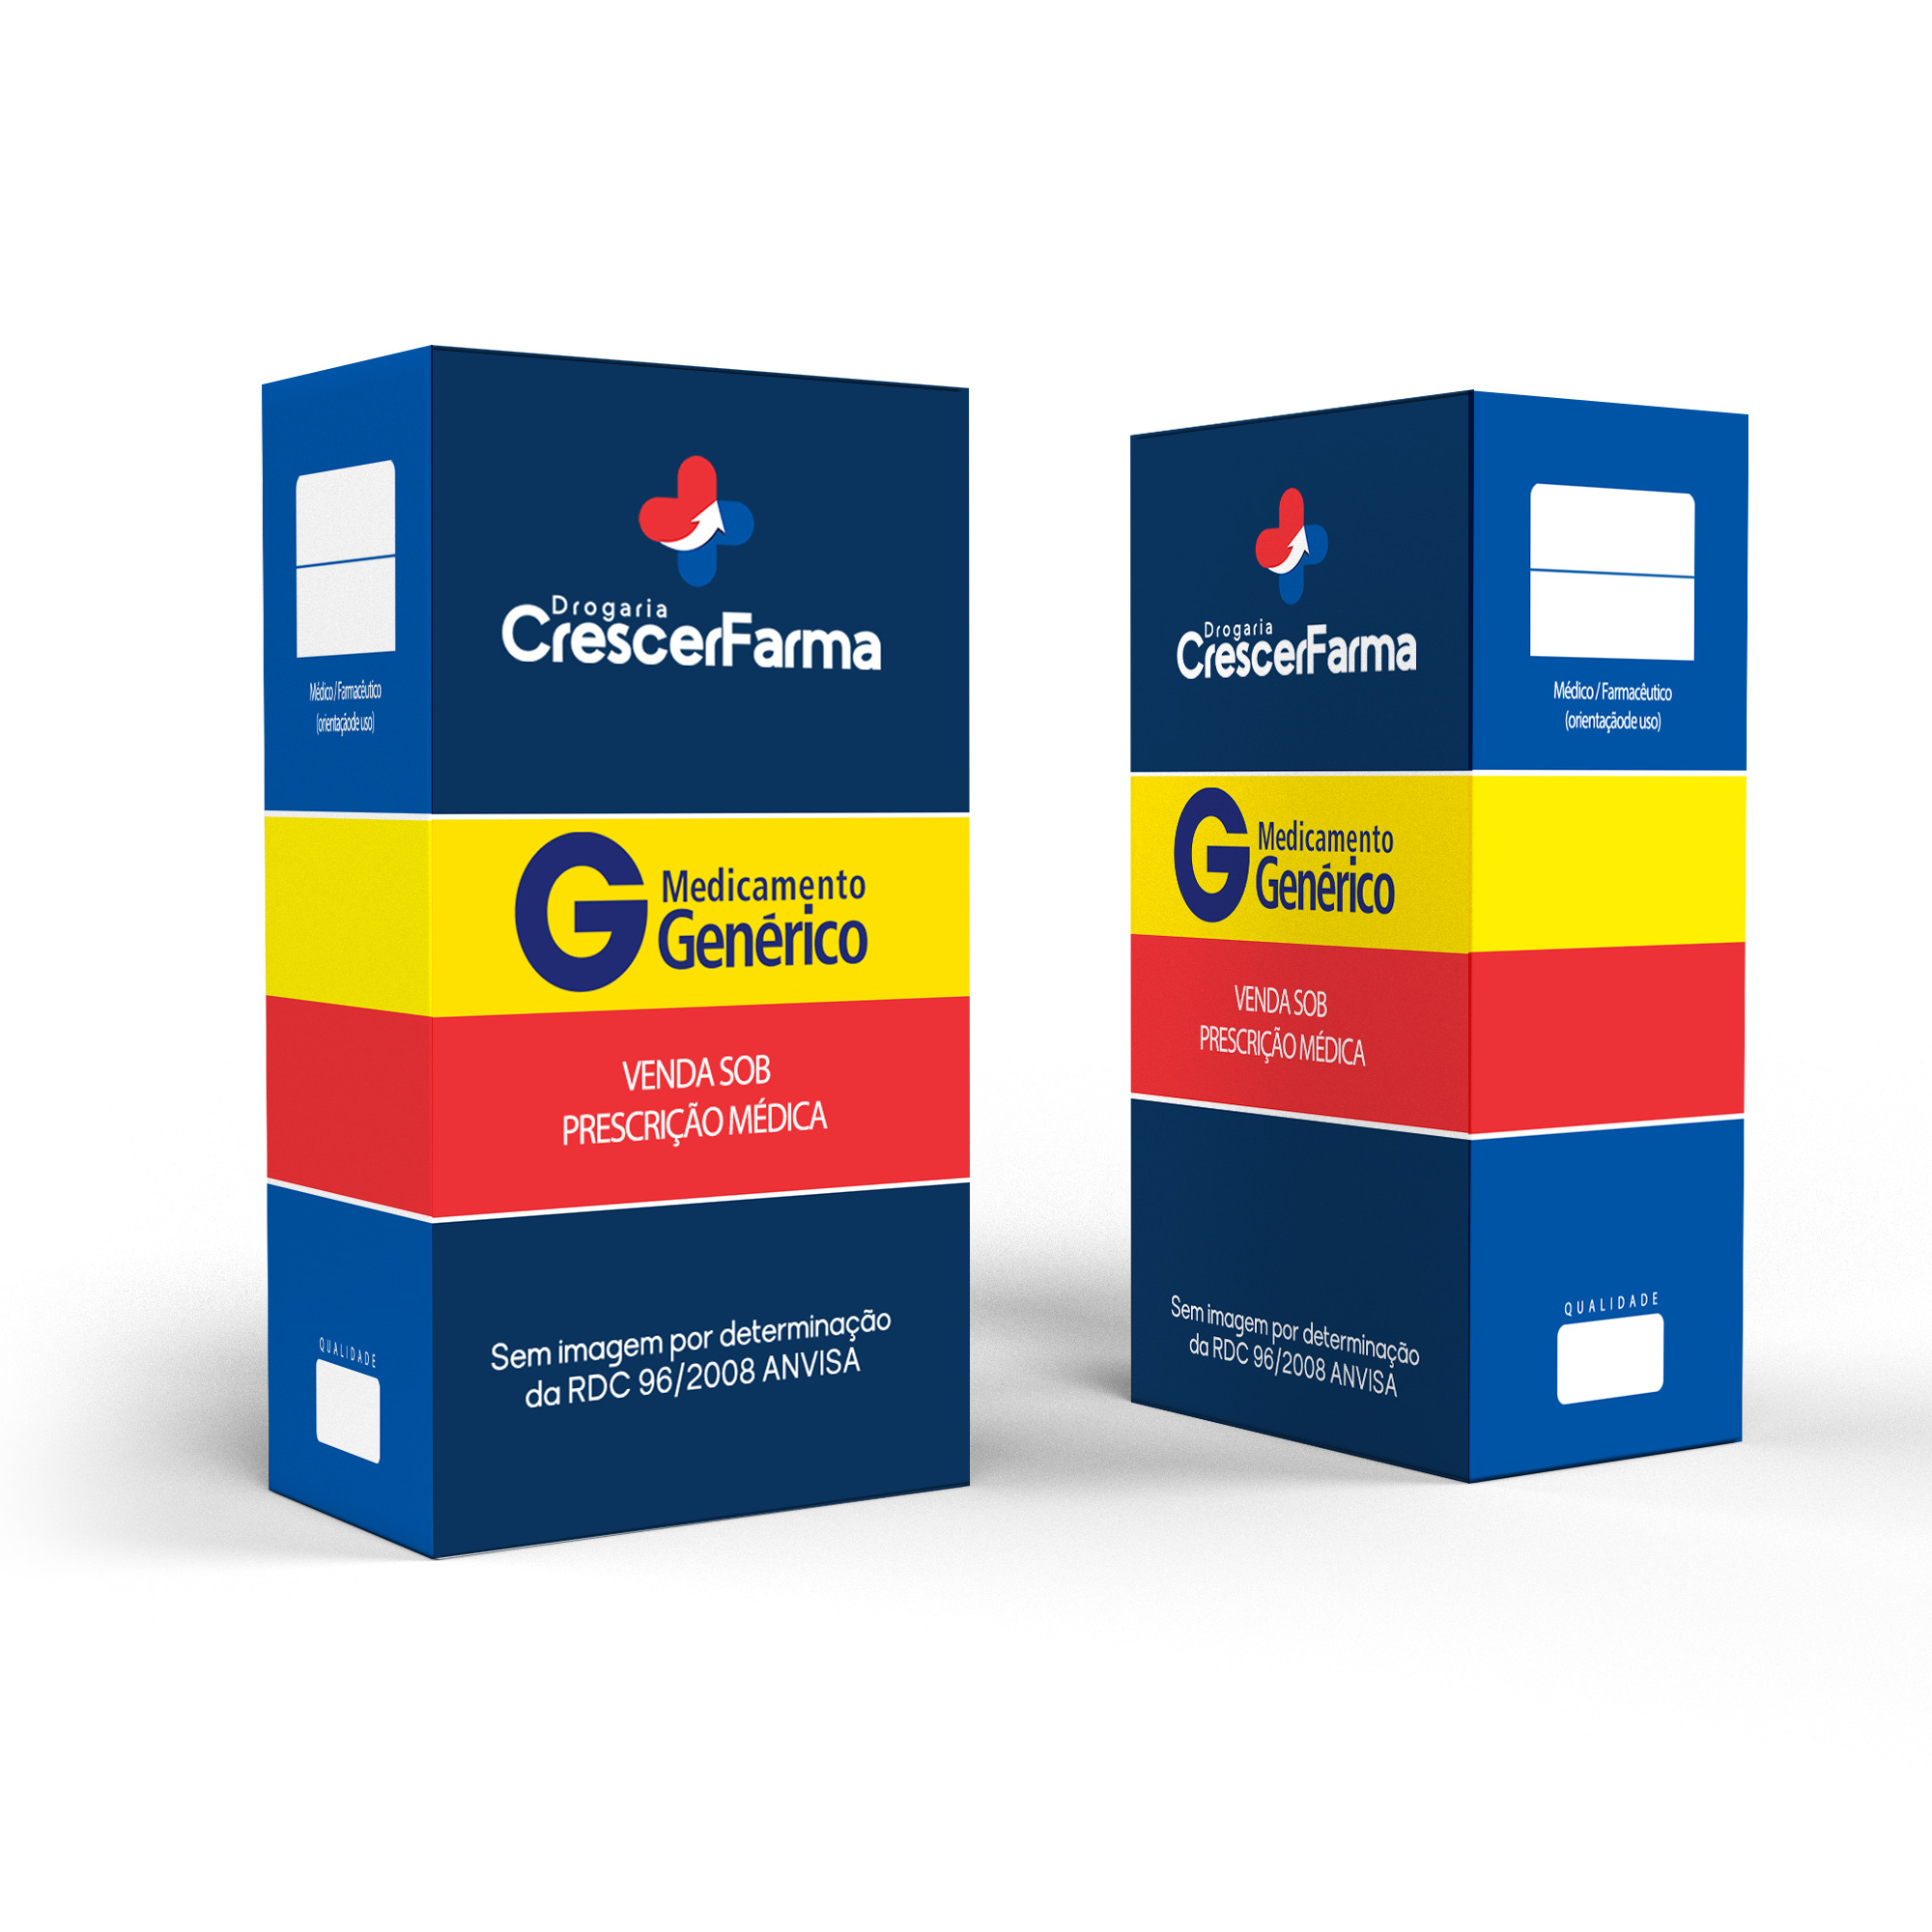 Drogaria
CrescerFarma
G Medicamento
Genérico
VENDA SOB
PRESCRIÇÃO MÉDICA
Sem imagem por determinação
da RDC 96/2008 ANVISA
Médico / Farmacêutico
(orientaçãode uso)
QUALIDADE
Drogaria
CrescerFarma
G Medicamento
Genérico
VENDA SOB
PRESCRIÇÃO MÉDICA
Sem imagem por determinação
da RDC 96/2008 ANVISA
Médico / Farmacêutico
(orientaçãode uso)
QUALIDADE